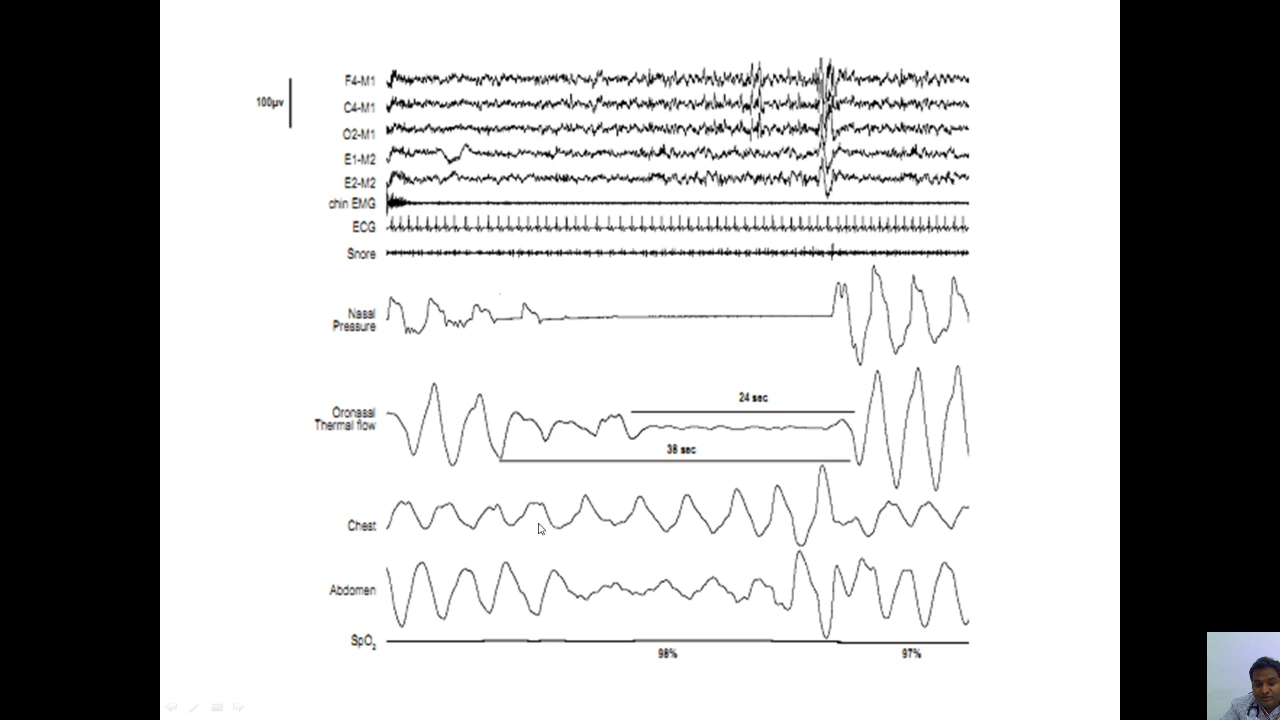 F4-M1
100µv
C4-M1
O2-M1
E1-M2
E2-M2
chin EMG
ECG
Snore
Nasal
Pressure
24 sec
Oronasal
Thermal flow
38 sec
Chest
Abdomen
SpO₂
98%
97%